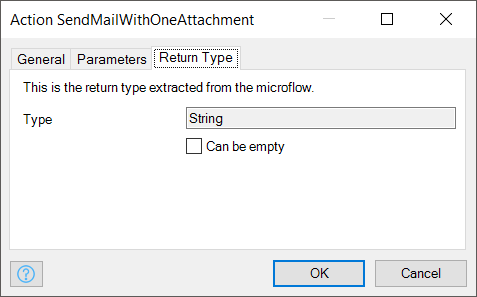 Action SendMailWithOneAttachment
General Parameters Return Type
This is the return type extracted from the microflow.
Type String
Can be empty
? OK Cancel